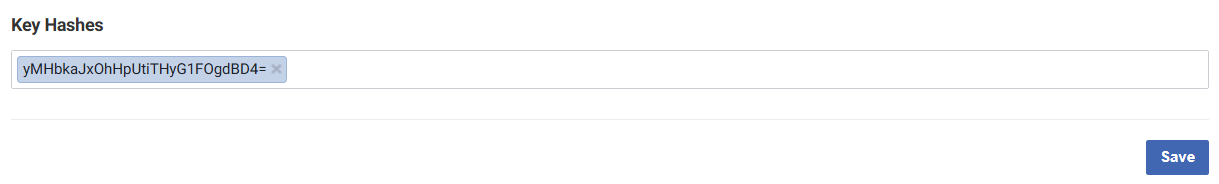 Key Hashes
yMHbkaJxOhHpUtiTHyG1FOgdBD4= ×
Save